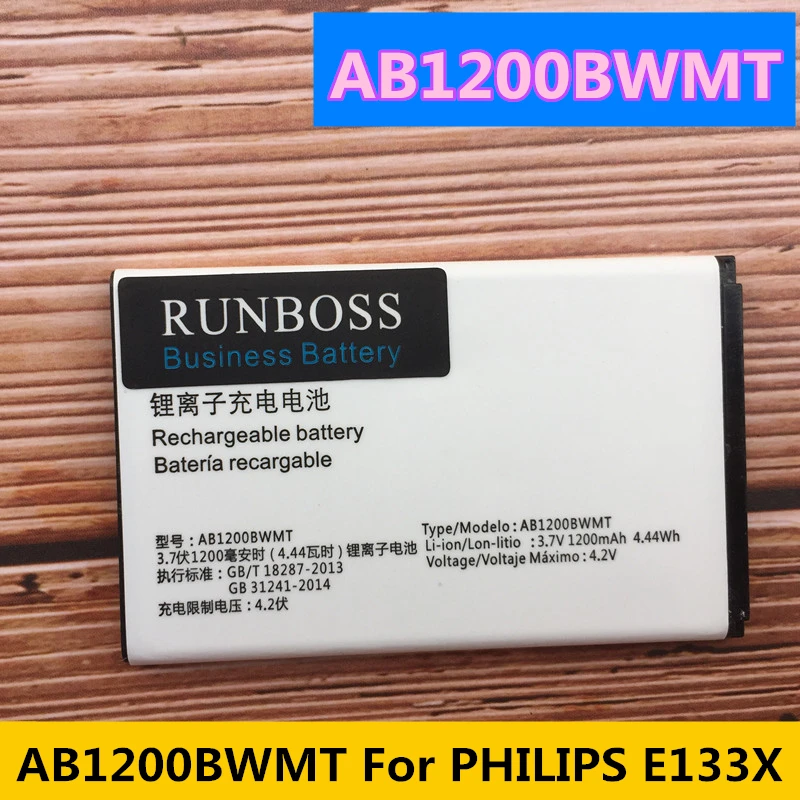 AB1200BWMT
RUNBOSS
Business Battery
锂离子充电电池
Rechargeable battery
Batería recargable
型号: AB1200BWMT
3.7伏1200毫安时（4.44瓦时）锂离子电池
执行标准: GB/T 18287-2013
GB 31241-2014
充电限制电压: 4.2伏
Type/Modelo: AB1200BWMT
Li-ion/Lon-litio : 3.7V 1200mAh 4.44Wh
Voltage/Voltaje Máximo: 4.2V
AB1200BWMT For PHILIPS E133X